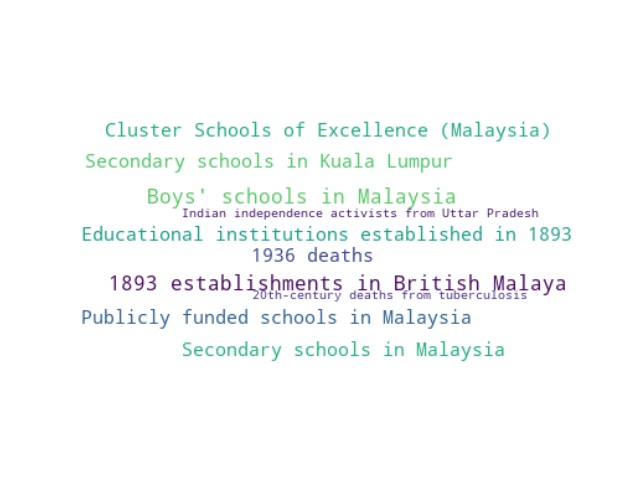 Cluster Schools of Excellence (Malaysia)
Secondary schools in Kuala Lumpur
Boys' schools in Malaysia
Indian independence activists from Uttar Pradesh
Educational institutions established in 1893
1936 deaths
1893 establishments in British Malaya
20th-century deaths from tuberculosis
Publicly funded schools in Malaysia
Secondary schools in Malaysia